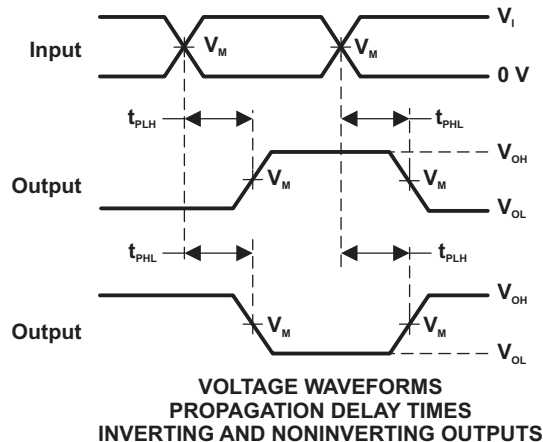 V_I
Input
V_M
V_M
0 V
t_PLH
t_PHL
V_OH
Output
V_M
V_M
V_OL
t_PHL
t_PLH
V_OH
Output
V_M
V_M
V_OL
VOLTAGE WAVEFORMS
PROPAGATION DELAY TIMES
INVERTING AND NONINVERTING OUTPUTS